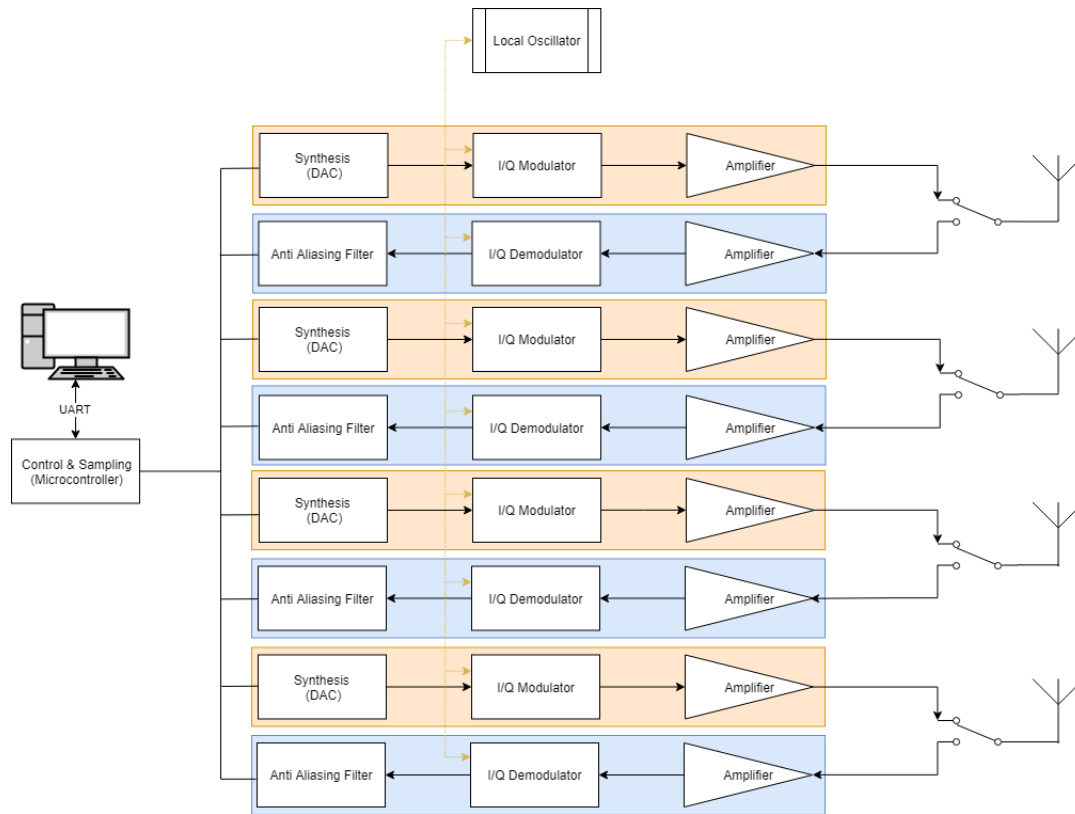 Local Oscillator
Synthesis
(DAC)
I/Q Modulator
Amplifier
Anti Aliasing Filter
I/Q Demodulator
Amplifier
Synthesis
(DAC)
I/Q Modulator
Amplifier
UART
Anti Aliasing Filter
I/Q Demodulator
Amplifier
Control & Sampling
(Microcontroller)
Synthesis
(DAC)
I/Q Modulator
Amplifier
Anti Aliasing Filter
I/Q Demodulator
Amplifier
Synthesis
(DAC)
I/Q Modulator
Amplifier
Anti Aliasing Filter
I/Q Demodulator
Amplifier